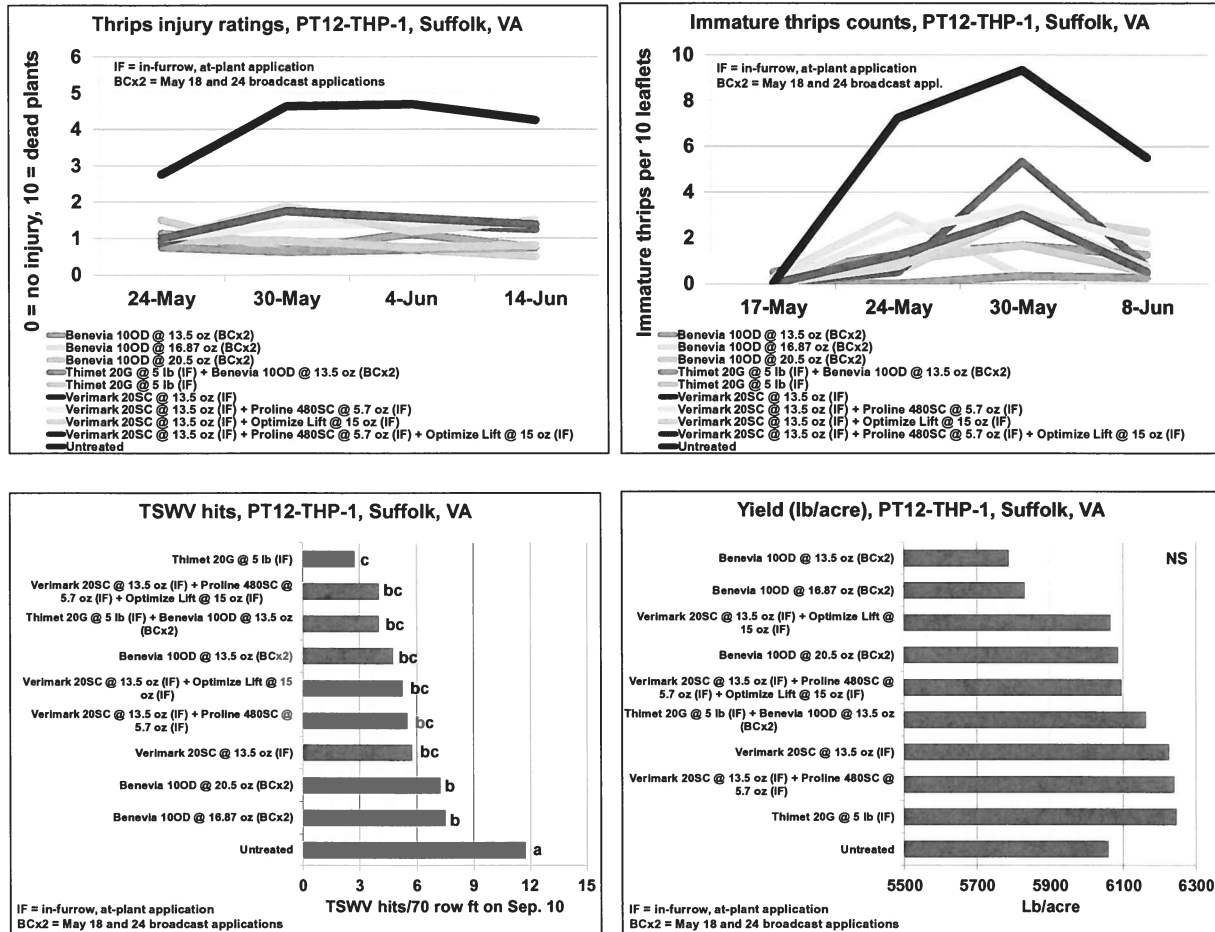 Thrips injury ratings, PT12-THP-1, Suffolk, VA
IF = in-furrow, at-plant application
BCx2 = May 18 and 24 broadcast applications
0 = no injury, 10 = dead plants
6
5
4
3
2
1
0
24-May
30-May
4-Jun
14-Jun
Benevia 10OD @ 13.5 oz (BCx2)
Benevia 10OD @ 16.87 oz (BCx2)
Benevia 10OD @ 20.5 oz (BCx2)
Thimet 20G @ 5 lb (IF) + Benevia 10OD @ 13.5 oz (BCx2)
Thimet 20G @ 5 lb (IF)
Verimark 20SC @ 13.5 oz (IF)
Verimark 20SC @ 13.5 oz (IF) + Proline 480SC @ 5.7 oz (IF)
Verimark 20SC @ 13.5 oz (IF) + Optimize Lift @ 15 oz (IF)
Verimark 20SC @ 13.5 oz (IF) + Proline 480SC @ 5.7 oz (IF) + Optimize Lift @ 15 oz (IF)
Untreated
Immature thrips counts, PT12-THP-1, Suffolk, VA
IF = in-furrow, at-plant application
BCx2 = May 18 and 24 broadcast appl.
Immature thrips per 10 leaflets
10
8
6
4
2
0
17-May
24-May
30-May
8-Jun
Benevia 10OD @ 13.5 oz (BCx2)
Benevia 10OD @ 16.87 oz (BCx2)
Benevia 10OD @ 20.5 oz (BCx2)
Thimet 20G @ 5 lb (IF) + Benevia 10OD @ 13.5 oz (BCx2)
Thimet 20G @ 5 lb (IF)
Verimark 20SC @ 13.5 oz (IF)
Verimark 20SC @ 13.5 oz (IF) + Proline 480SC @ 5.7 oz (IF)
Verimark 20SC @ 13.5 oz (IF) + Optimize Lift @ 15 oz (IF)
Verimark 20SC @ 13.5 oz (IF) + Proline 480SC @ 5.7 oz (IF) + Optimize Lift @ 15 oz (IF)
Untreated
TSWV hits, PT12-THP-1, Suffolk, VA
Thimet 20G @ 5 lb (IF)
c
Verimark 20SC @ 13.5 oz (IF) + Proline 480SC @
5.7 oz (IF) + Optimize Lift @ 15 oz (IF)
bc
Thimet 20G @ 5 lb (IF) + Benevia 10OD @ 13.5 oz
(BCx2)
bc
Benevia 10OD @ 13.5 oz (BCx2)
bc
Verimark 20SC @ 13.5 oz (IF) + Optimize Lift @ 15
oz (IF)
bc
Verimark 20SC @ 13.5 oz (IF) + Proline 480SC @
5.7 oz (IF)
bc
Verimark 20SC @ 13.5 oz (IF)
bc
Benevia 10OD @ 20.5 oz (BCx2)
b
Benevia 10OD @ 16.87 oz (BCx2)
b
Untreated
a
0 3 6 9 12 15
TSWV hits/70 row ft on Sep. 10
IF = in-furrow, at-plant application
BCx2 = May 18 and 24 broadcast applications
Yield (lb/acre), PT12-THP-1, Suffolk, VA
NS
Benevia 10OD @ 13.5 oz (BCx2)
Benevia 10OD @ 16.87 oz (BCx2)
Verimark 20SC @ 13.5 oz (IF) + Optimize Lift @
15 oz (IF)
Benevia 10OD @ 20.5 oz (BCx2)
Verimark 20SC @ 13.5 oz (IF) + Proline 480SC @
5.7 oz (IF) + Optimize Lift @ 15 oz (IF)
Thimet 20G @ 5 lb (IF) + Benevia 10OD @ 13.5 oz
(BCx2)
Verimark 20SC @ 13.5 oz (IF)
Verimark 20SC @ 13.5 oz (IF) + Proline 480SC @
5.7 oz (IF)
Thimet 20G @ 5 lb (IF)
Untreated
5500 5700 5900 6100 6300
Lb/acre
IF = in-furrow, at-plant application
BCx2 = May 18 and 24 broadcast applications